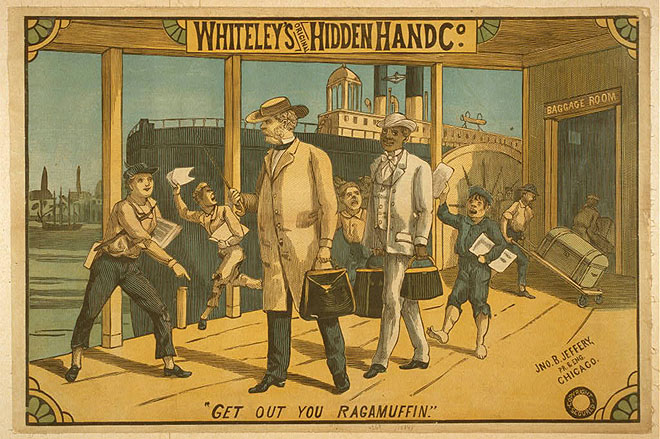 WHITELEY'S ORIGINAL HIDDEN HAND CO.
BAGGAGE ROOM
JNO. B. JEFFERY,
PR. & ENG.
CHICAGO.
"GET OUT YOU RAGAMUFFIN."